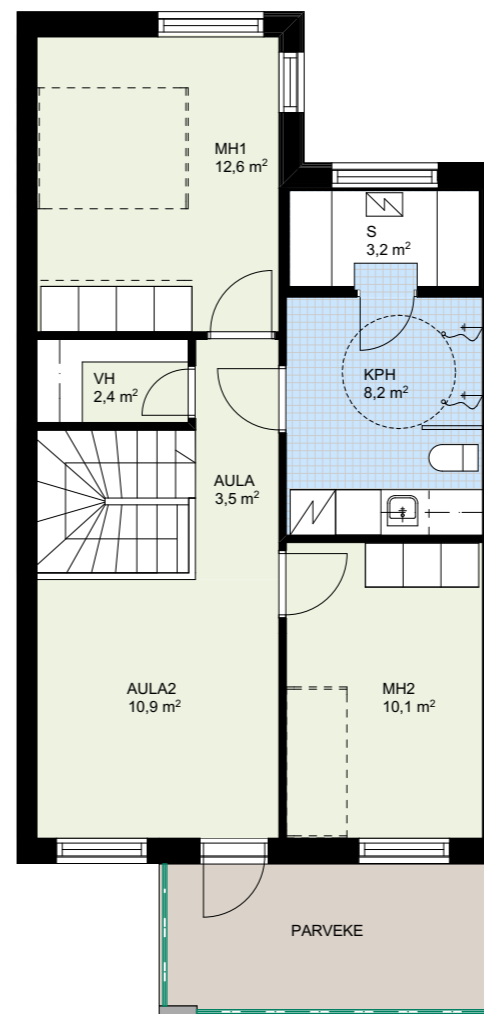 MH1
12,6 m²
S
3,2 m²
VH
2,4 m²
KPH
8,2 m²
AULA
3,5 m²
AULA2
10,9 m²
MH2
10,1 m²
PARVEKE